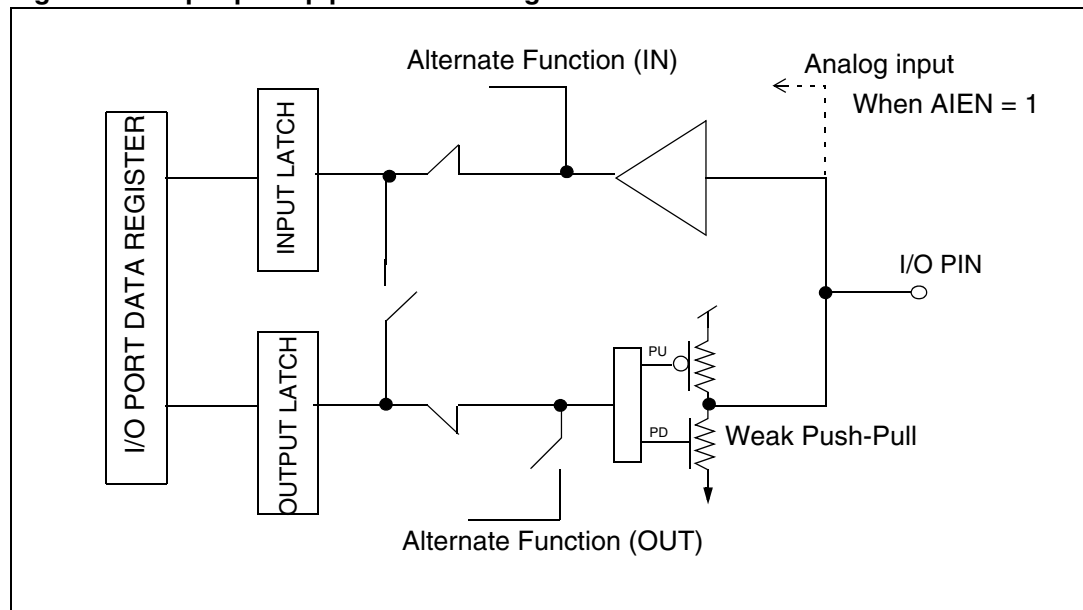 Alternate Function (IN)
Analog input
When AIEN = 1
I/O PORT DATA REGISTER
INPUT LATCH
I/O PIN
OUTPUT LATCH
PU
PD
Weak Push-Pull
Alternate Function (OUT)